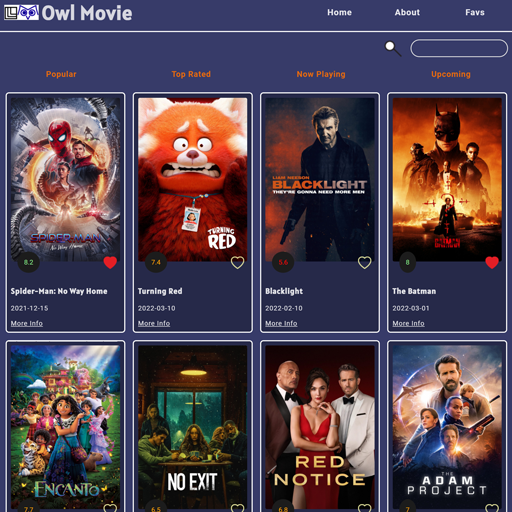 Owl Movie
Home About Favs
Popular Top Rated Now Playing Upcoming
SPIDER-MAN
NO WAY HOME
TURNING
RED
LIAM NEESON
BLACKLIGHT
THEY'RE GONNA NEED MORE MEN
THE
BATMAN
8.2 7.4 5.6 8
Spider-Man: No Way Home Turning Red Blacklight The Batman
2021-12-15 2022-03-10 2022-02-10 2022-03-01
More Info More Info More Info More Info
ENCANTO
NO EXIT
RED
NOTICE
THE
ADAM
PROJECT
7.7 6.5 6.8 7